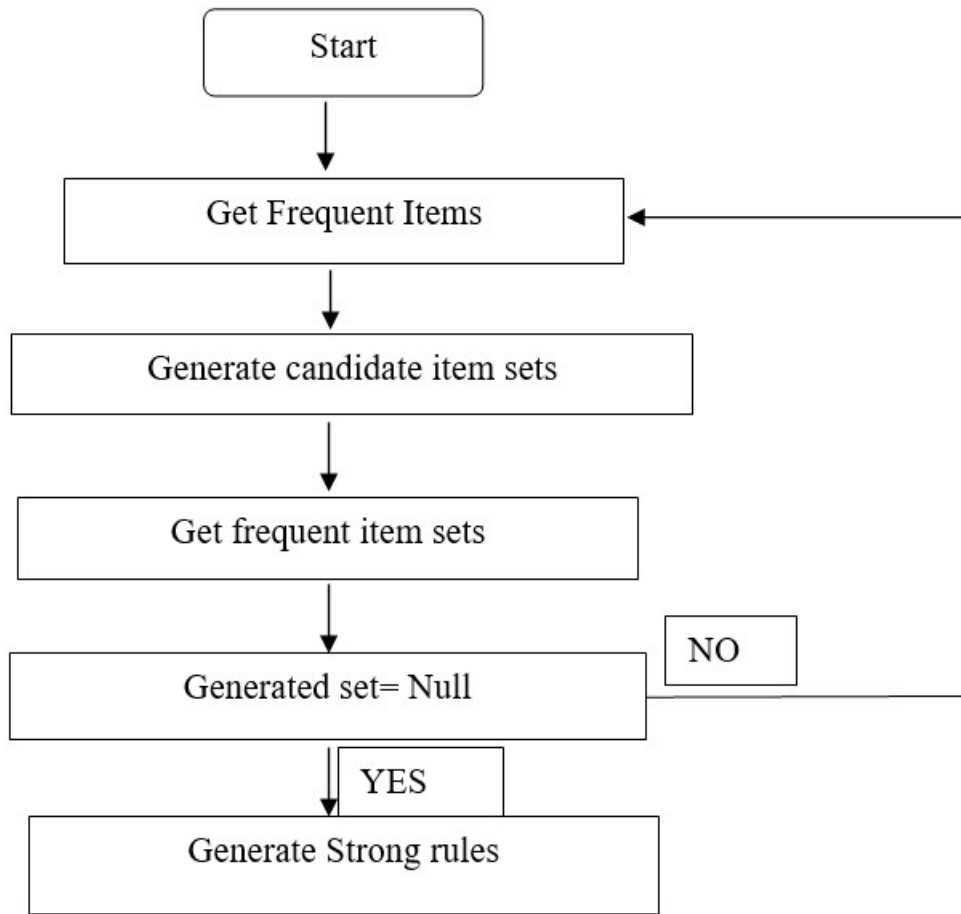 Start
Get Frequent Items
Generate candidate item sets
Get frequent item sets
NO
Generated set= Null
YES
Generate Strong rules